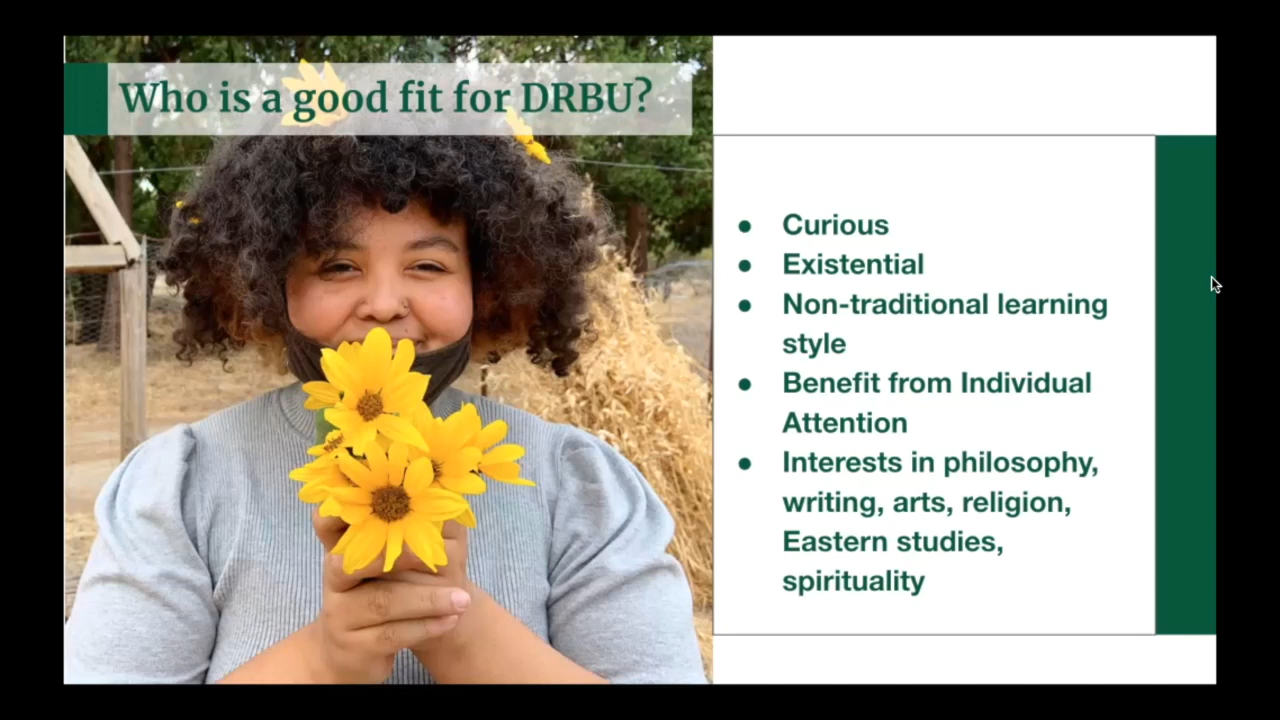 Who is a good fit for DRBU?
● Curious
● Existential
● Non-traditional learning
style
● Benefit from Individual
Attention
● Interests in philosophy,
writing, arts, religion,
Eastern studies,
spirituality